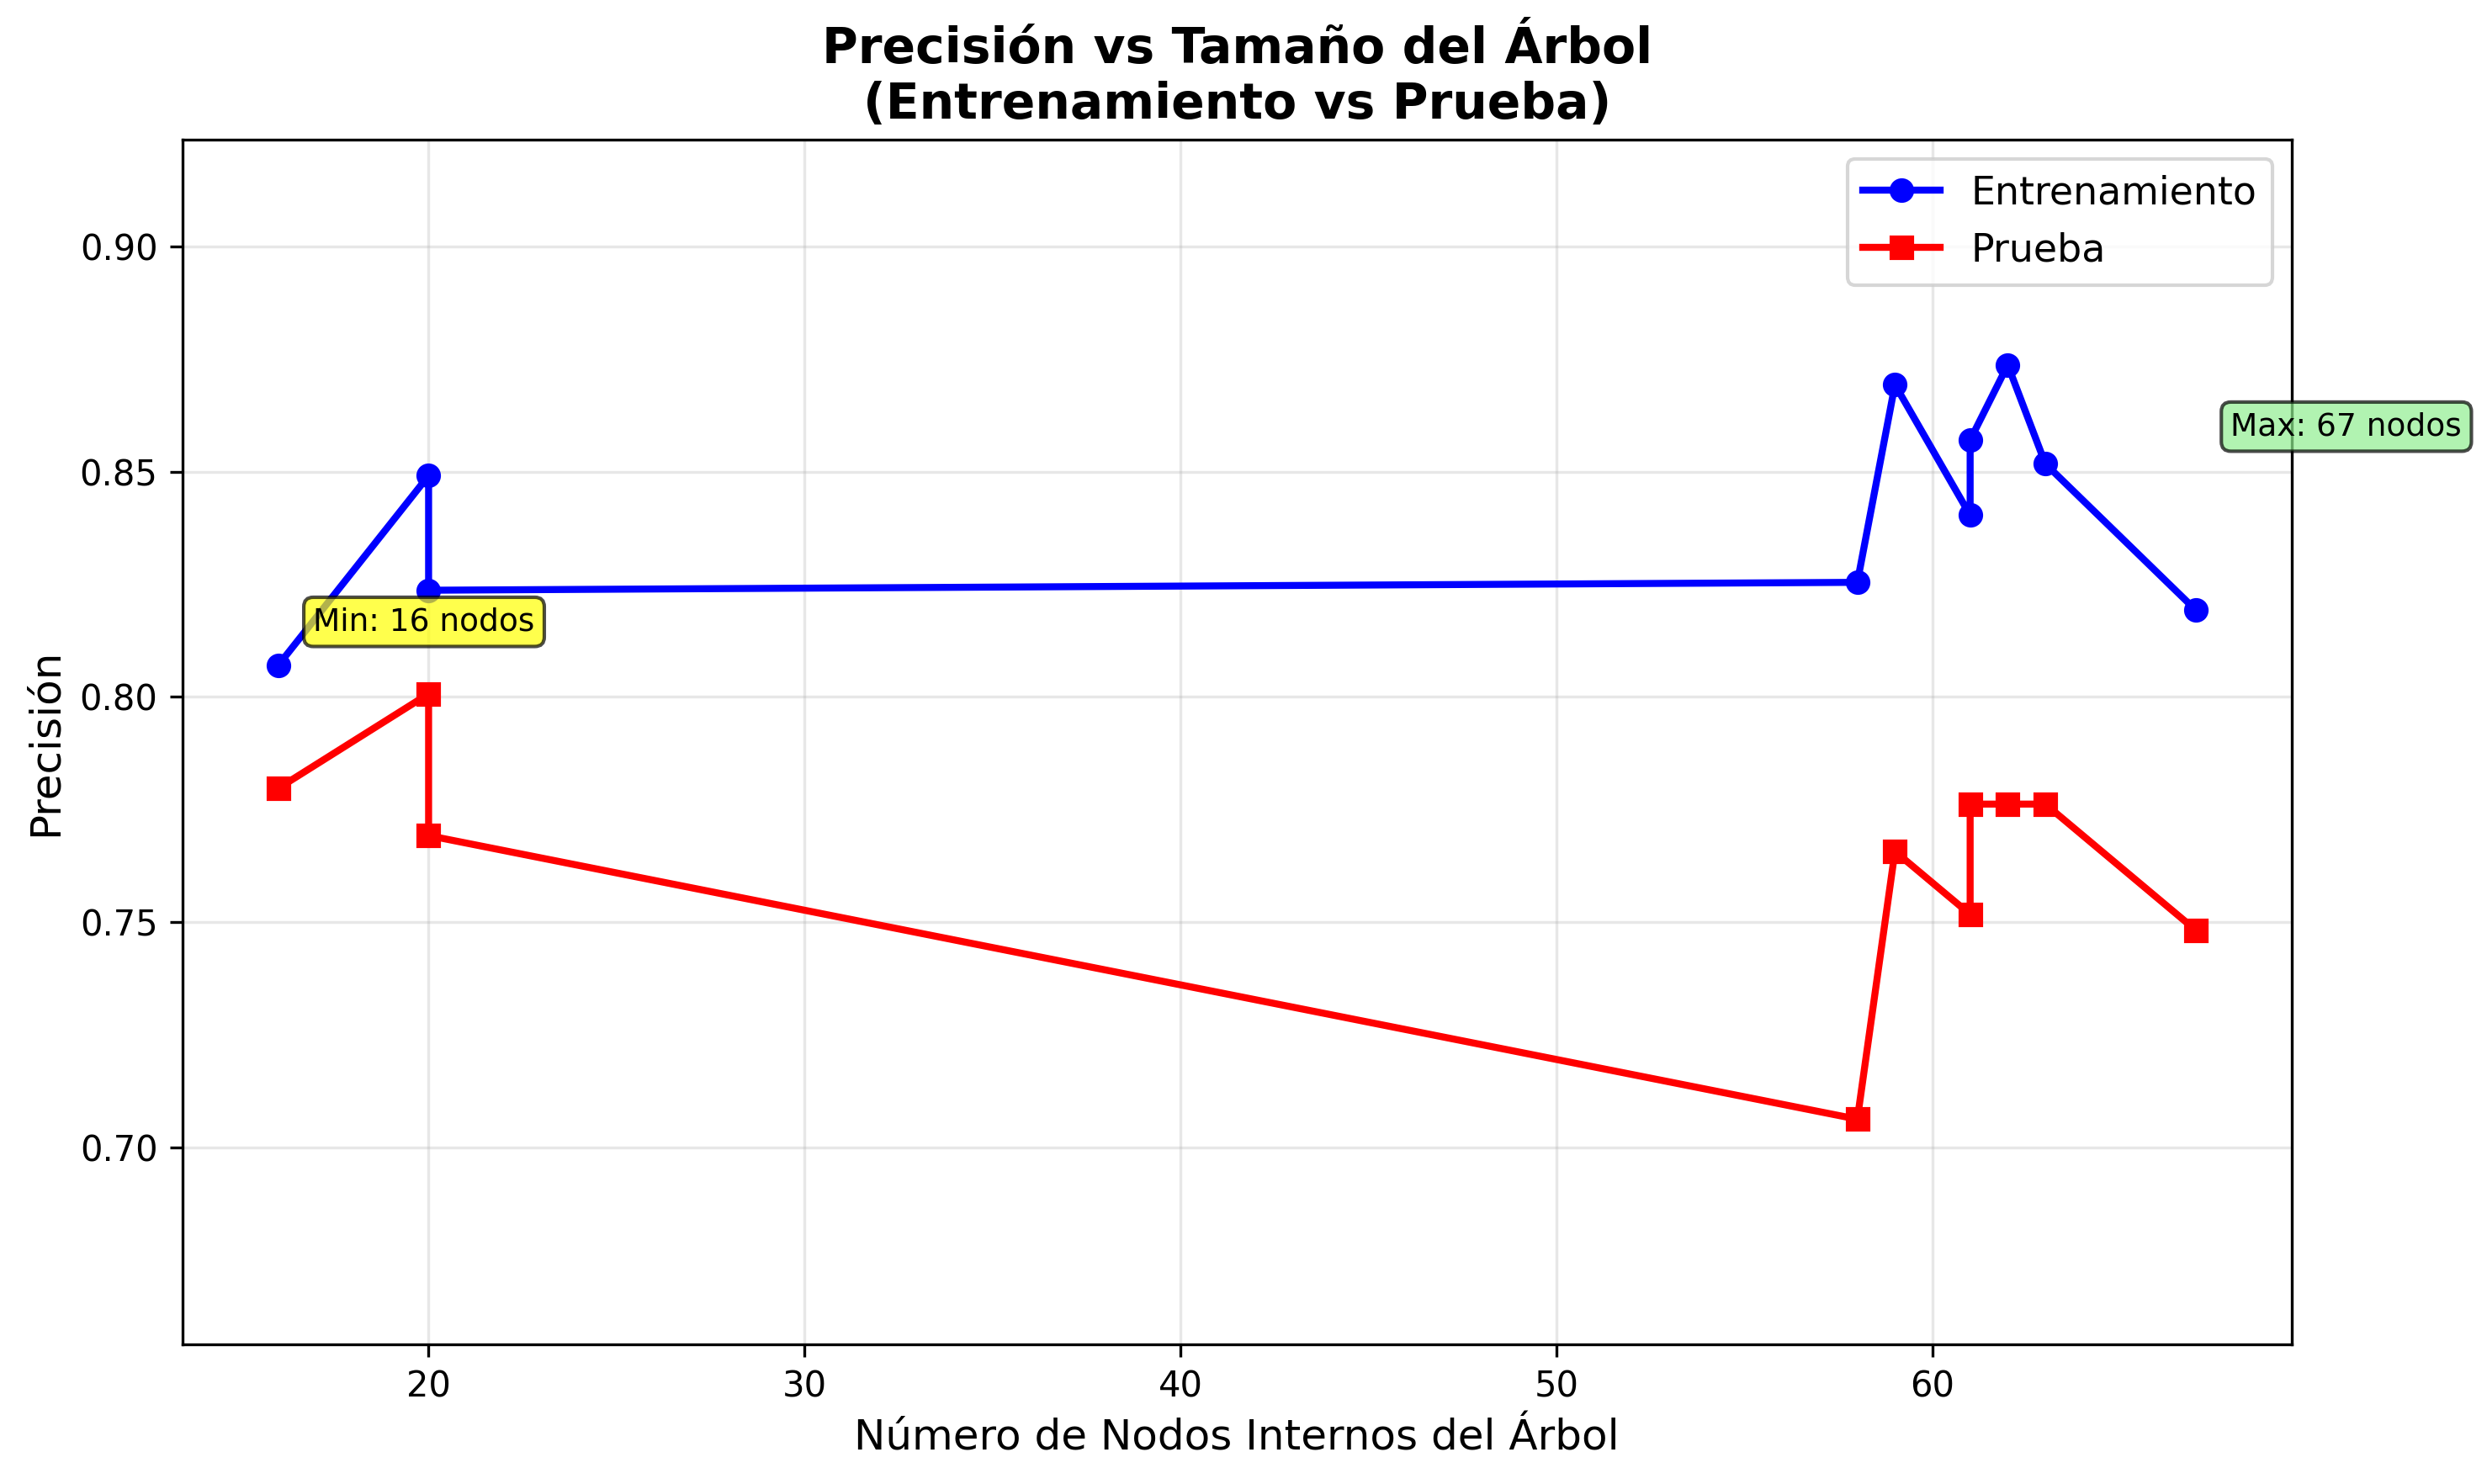 Precisión vs Tamaño del Árbol
(Entrenamiento vs Prueba)
Entrenamiento
Prueba
0.90
0.85
0.80
0.75
0.70
Precisión
Max: 67 nodos
Min: 16 nodos
20
30
40
50
60
Número de Nodos Internos del Árbol